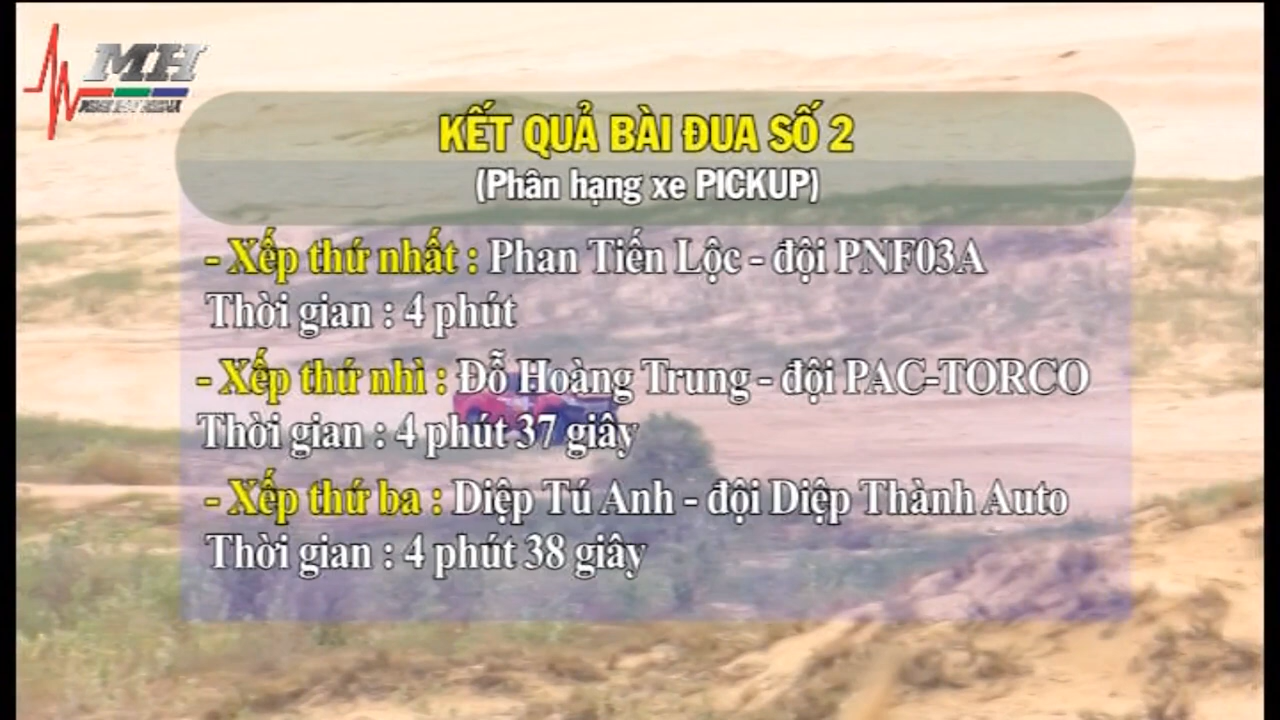 MH
KẾT QUẢ BÀI ĐUA SỐ 2
(Phân hạng xe PICKUP)
- Xếp thứ nhất : Phan Tiến Lộc - đội PNF03A
Thời gian : 4 phút
- Xếp thứ nhì : Đỗ Hoàng Trung - đội PAC-TORCO
Thời gian : 4 phút 37 giây
- Xếp thứ ba : Diệp Tú Anh - đội Diệp Thành Auto
Thời gian : 4 phút 38 giây